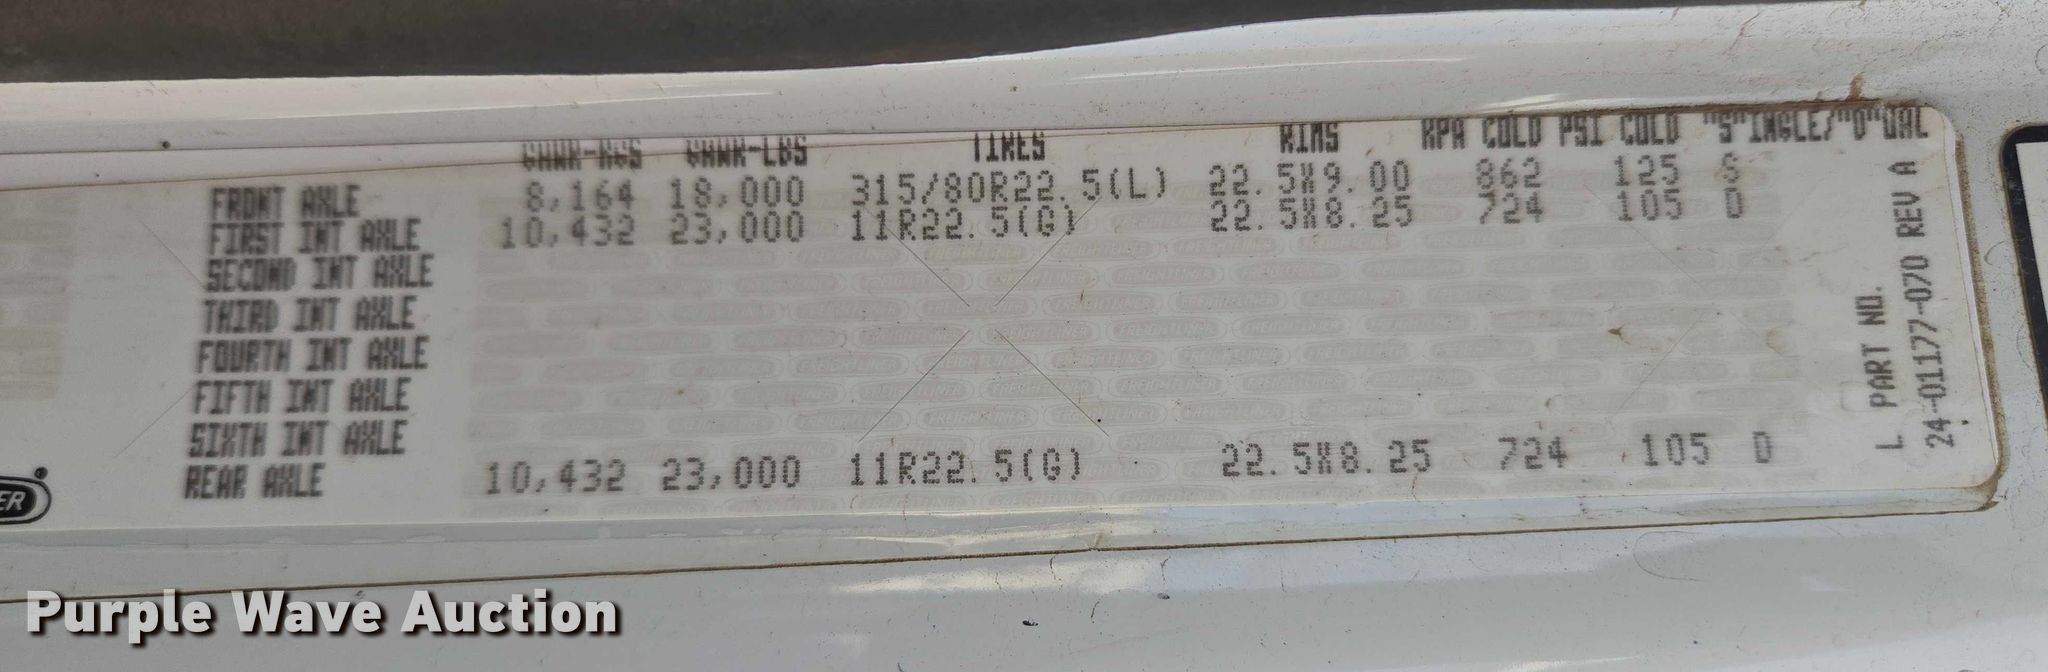 GAWR-KGS GAWR-LBS TIRES RIMS KPA COLD PSI COLD "S"INGLE/"D"UAL
FRONT AXLE 8,164 18,000 315/80R22.5(L) 22.5X9.00 862 125 S
FIRST INT AXLE 10,432 23,000 11R22.5(G) 22.5X8.25 724 105 D
SECOND INT AXLE
THIRD INT AXLE
FOURTH INT AXLE
FIFTH INT AXLE
SIXTH INT AXLE
REAR AXLE 10,432 23,000 11R22.5(G) 22.5X8.25 724 105 D
L PART NO.
24-01177-070 REV A
Purple Wave Auction